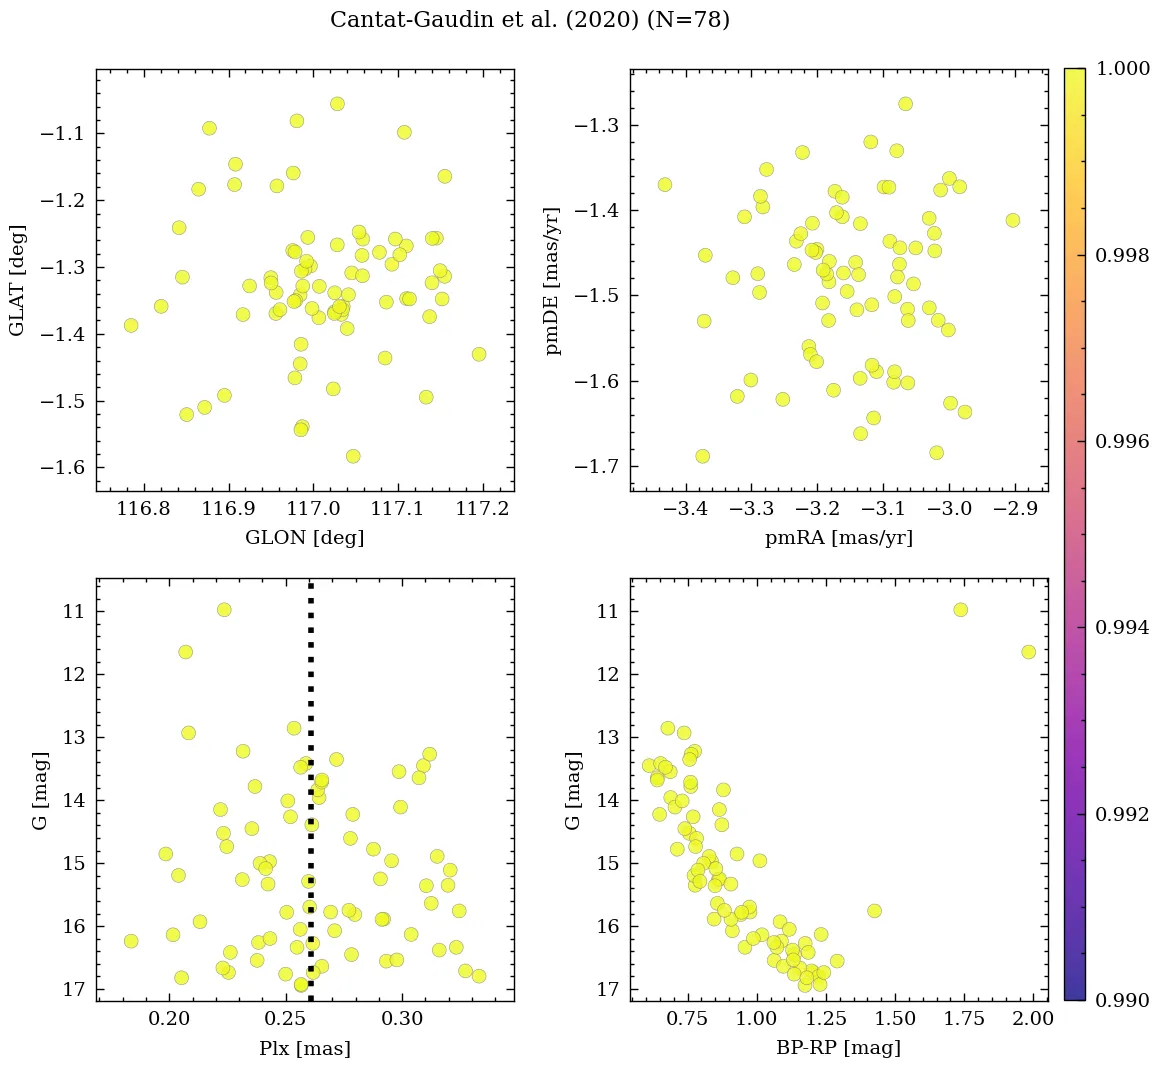 Cantat-Gaudin et al. (2020) (N=78)
−1.1
−1.2
−1.3
−1.4
−1.5
−1.6
GLAT [deg]
116.8 116.9 117.0 117.1 117.2
GLON [deg]
−1.3
−1.4
−1.5
−1.6
−1.7
pmDE [mas/yr]
−3.4 −3.3 −3.2 −3.1 −3.0 −2.9
pmRA [mas/yr]
11
12
13
14
15
16
17
G [mag]
0.20 0.25 0.30
Plx [mas]
11
12
13
14
15
16
17
G [mag]
0.75 1.00 1.25 1.50 1.75 2.00
BP-RP [mag]
1.000
0.998
0.996
0.994
0.992
0.990